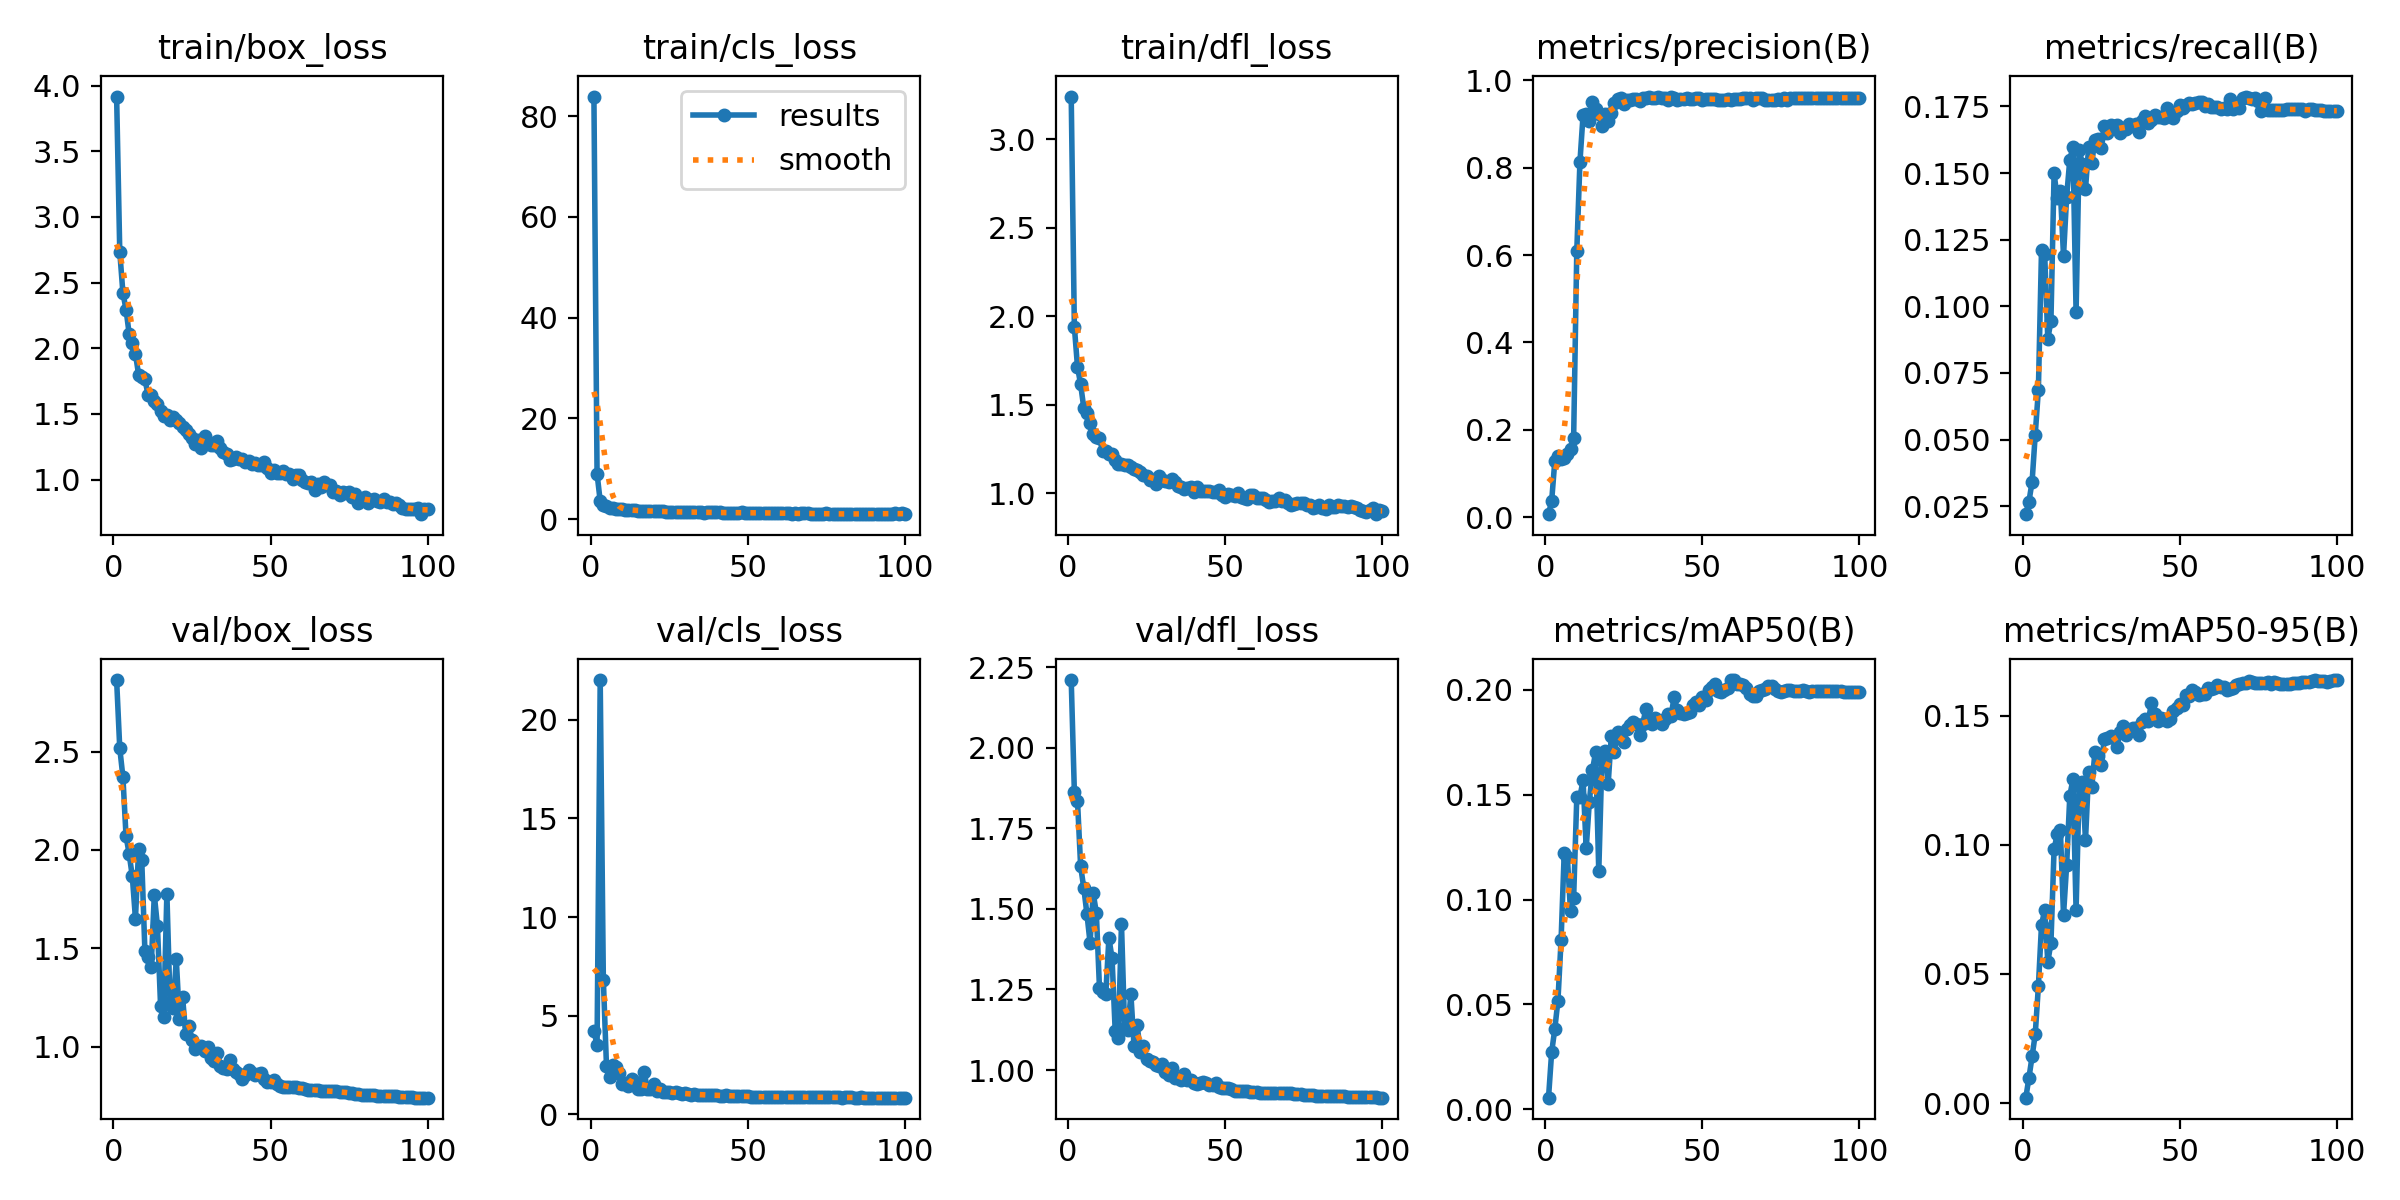 train/box_loss
4.0
3.5
3.0
2.5
2.0
1.5
1.0
0 50 100
train/cls_loss
results
smooth
80
60
40
20
0
0 50 100
train/dfl_loss
3.0
2.5
2.0
1.5
1.0
0 50 100
metrics/precision(B)
1.0
0.8
0.6
0.4
0.2
0.0
0 50 100
metrics/recall(B)
0.175
0.150
0.125
0.100
0.075
0.050
0.025
0 50 100
val/box_loss
2.5
2.0
1.5
1.0
0 50 100
val/cls_loss
20
15
10
5
0
0 50 100
val/dfl_loss
2.25
2.00
1.75
1.50
1.25
1.00
0 50 100
metrics/mAP50(B)
0.20
0.15
0.10
0.05
0.00
0 50 100
metrics/mAP50-95(B)
0.15
0.10
0.05
0.00
0 50 100